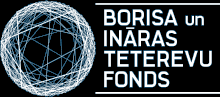 BORISA un
INĀRAS
TETEREVU
FONDS